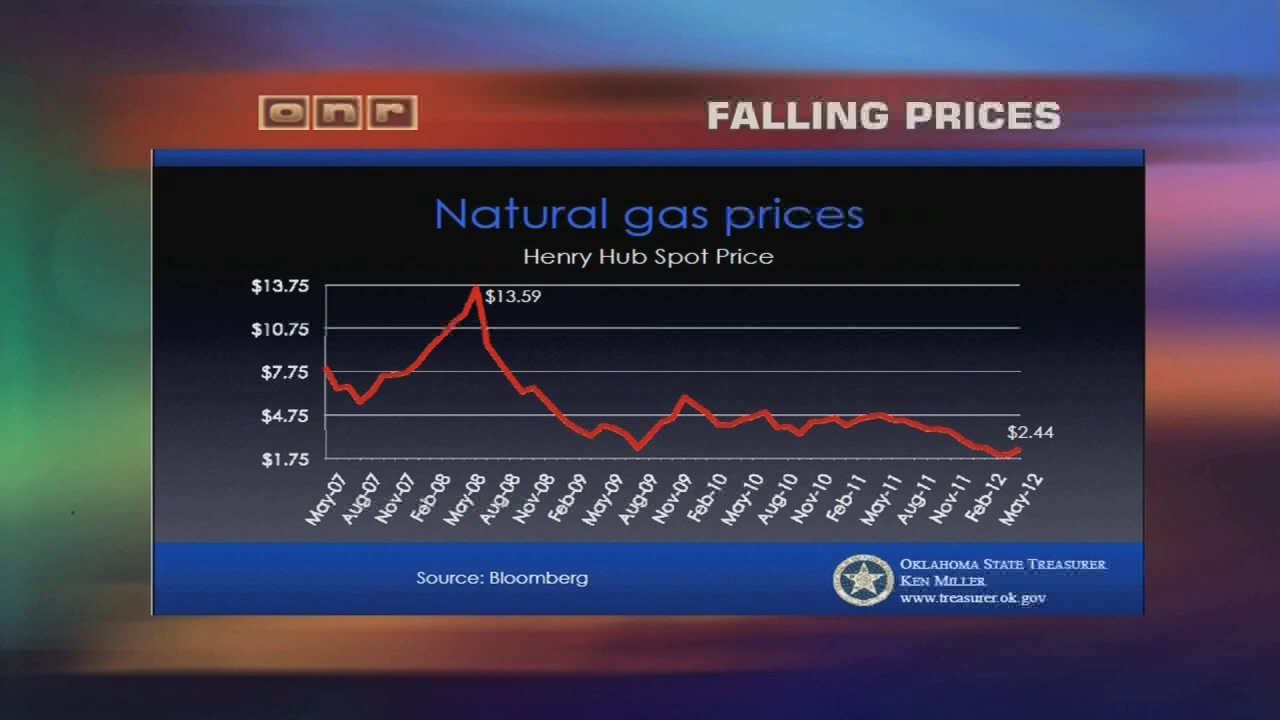 onr
FALLING PRICES
Natural gas prices
Henry Hub Spot Price
$13.75
$13.59
$10.75
$7.75
$4.75
$2.44
$1.75
May-07
Aug-07
Nov-07
Feb-08
May-08
Aug-08
Nov-08
Feb-09
May-09
Aug-09
Nov-09
Feb-10
May-10
Aug-10
Nov-10
Feb-11
May-11
Aug-11
Nov-11
Feb-12
May-12
Source: Bloomberg
OKLAHOMA STATE TREASURER
KEN MILLER
www.treasurer.ok.gov